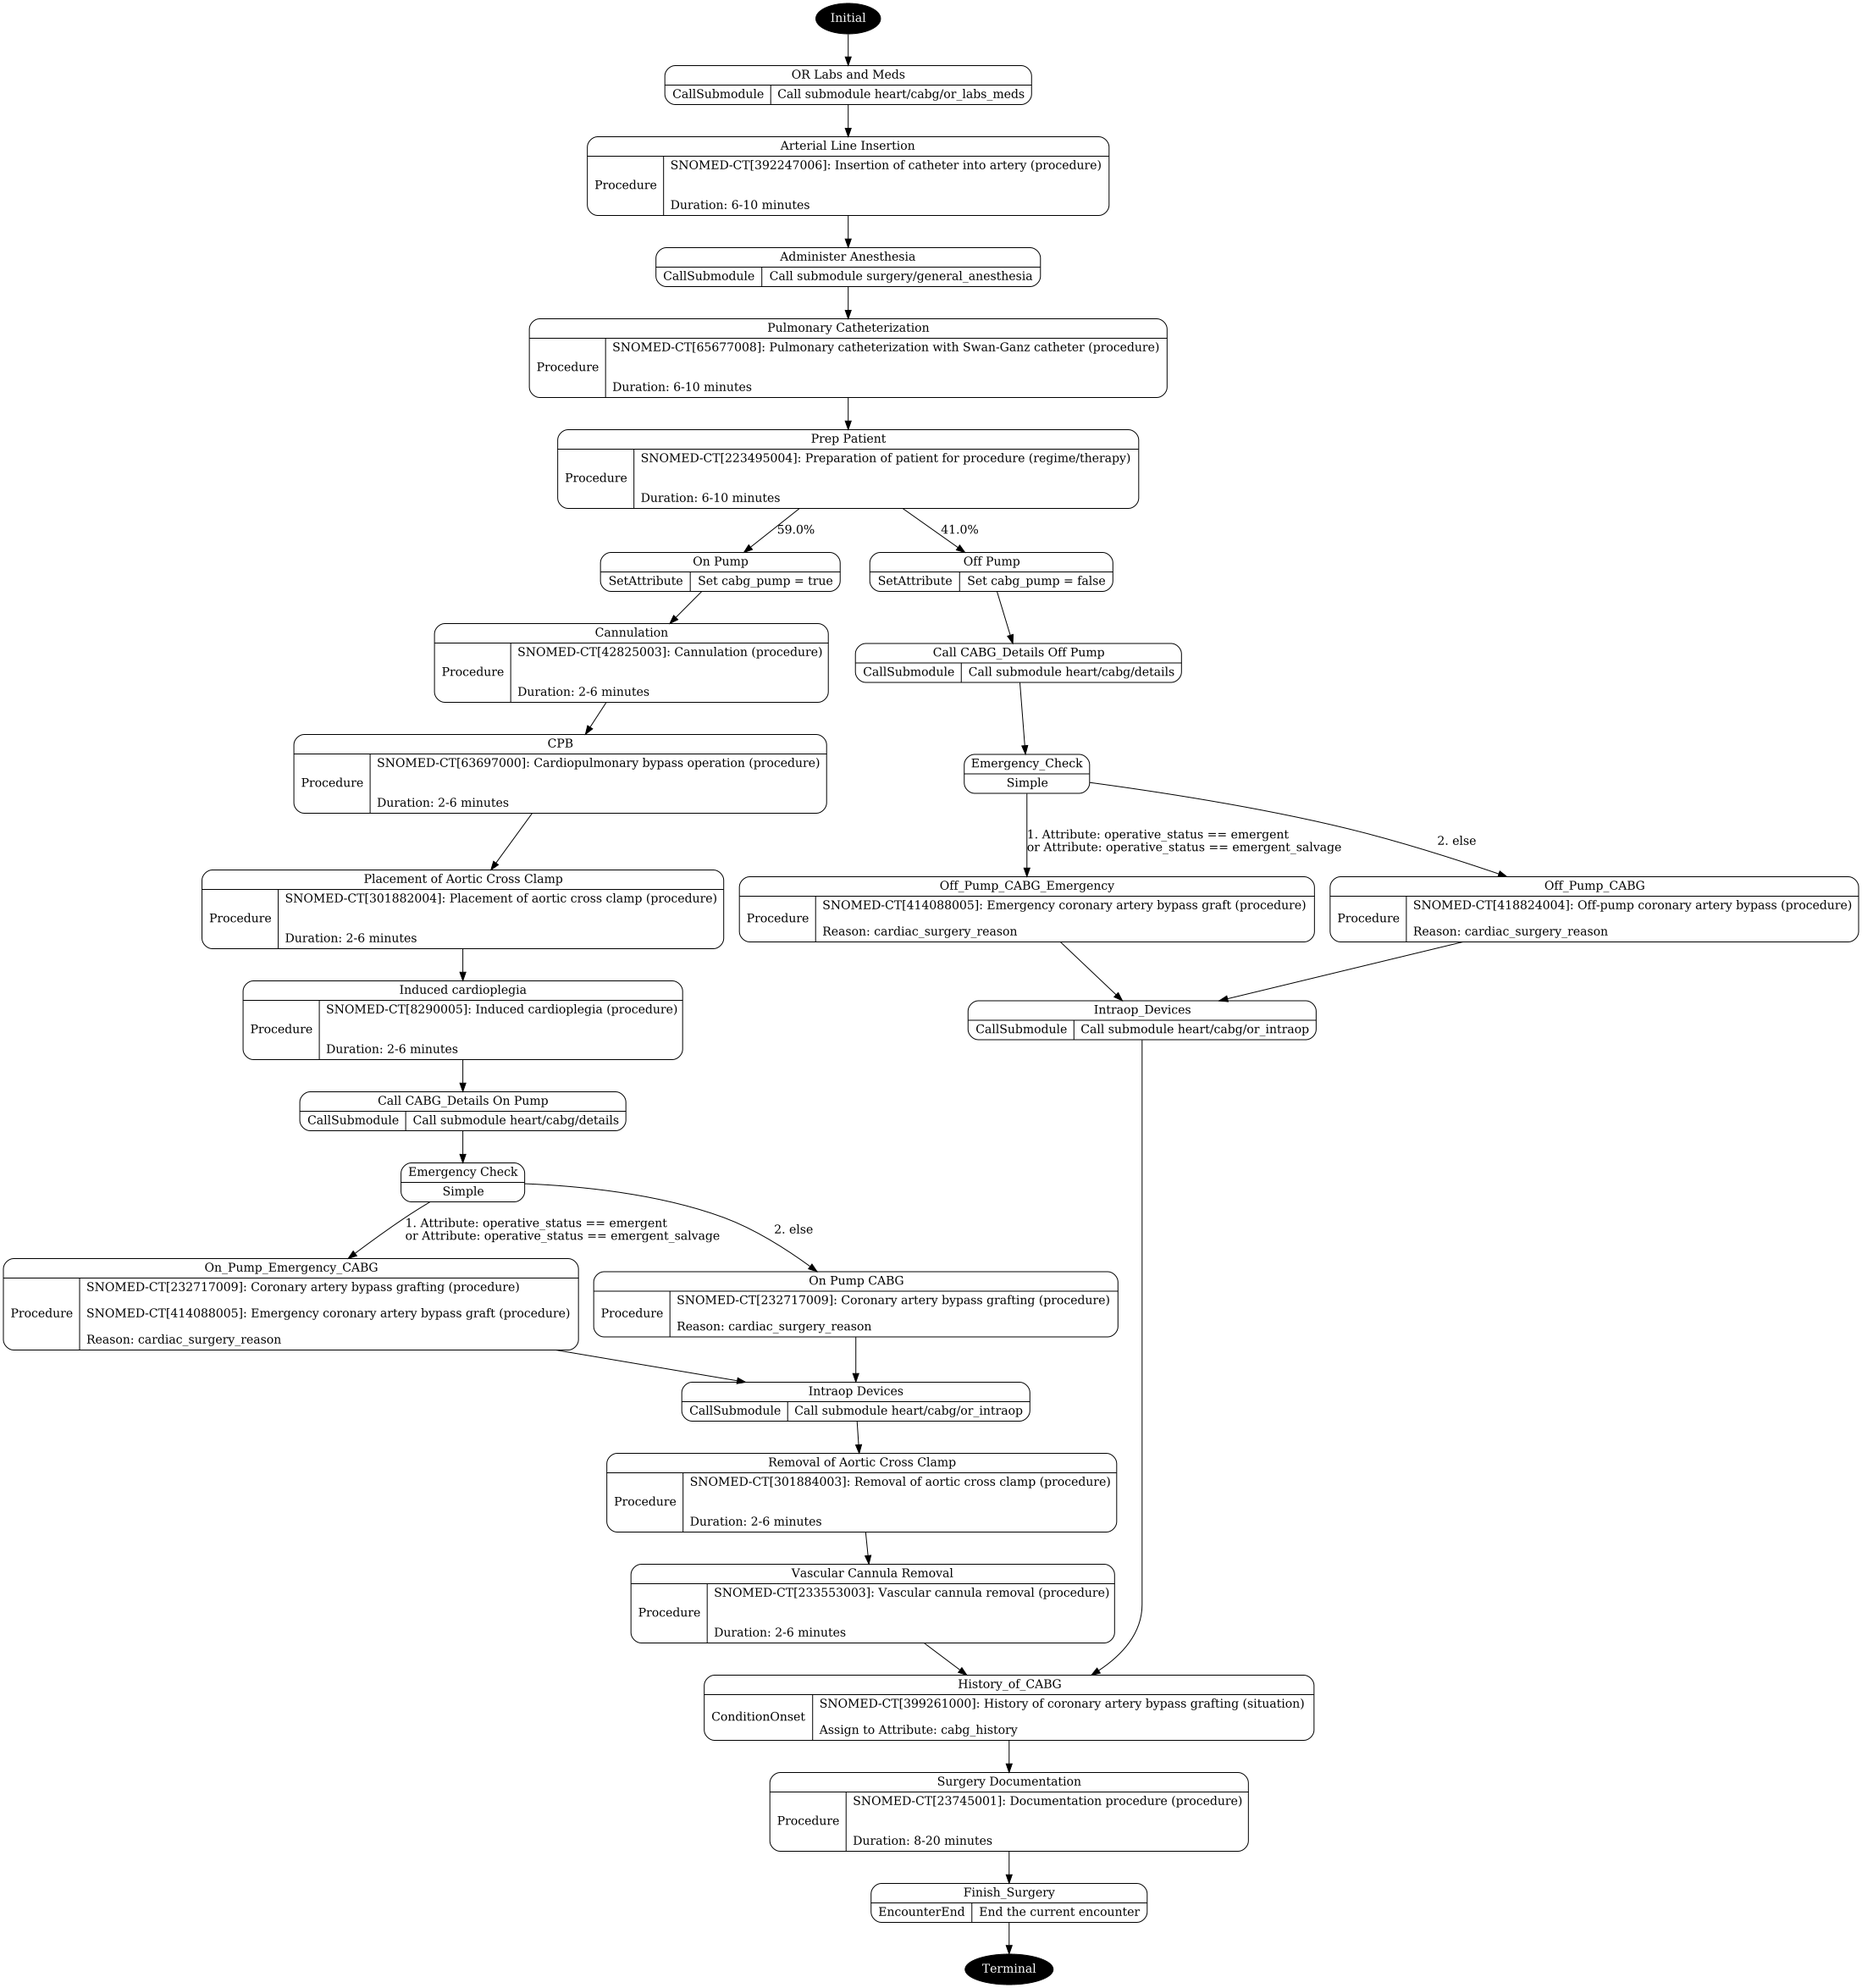 Initial
OR Labs and Meds
CallSubmodule
Call submodule heart/cabg/or_labs_meds
Arterial Line Insertion
Procedure
SNOMED-CT[392247006]: Insertion of catheter into artery (procedure)
Duration: 6-10 minutes
Administer Anesthesia
CallSubmodule
Call submodule surgery/general_anesthesia
Pulmonary Catheterization
Procedure
SNOMED-CT[65677008]: Pulmonary catheterization with Swan-Ganz catheter (procedure)
Duration: 6-10 minutes
Prep Patient
Procedure
SNOMED-CT[223495004]: Preparation of patient for procedure (regime/therapy)
Duration: 6-10 minutes
59.0%
41.0%
On Pump
SetAttribute
Set cabg_pump = true
Off Pump
SetAttribute
Set cabg_pump = false
Cannulation
Procedure
SNOMED-CT[42825003]: Cannulation (procedure)
Duration: 2-6 minutes
Call CABG_Details Off Pump
CallSubmodule
Call submodule heart/cabg/details
CPB
Procedure
SNOMED-CT[63697000]: Cardiopulmonary bypass operation (procedure)
Duration: 2-6 minutes
Emergency_Check
Simple
1. Attribute: operative_status == emergent
or Attribute: operative_status == emergent_salvage
2. else
Placement of Aortic Cross Clamp
Procedure
SNOMED-CT[301882004]: Placement of aortic cross clamp (procedure)
Duration: 2-6 minutes
Off_Pump_CABG_Emergency
Procedure
SNOMED-CT[414088005]: Emergency coronary artery bypass graft (procedure)
Reason: cardiac_surgery_reason
Off_Pump_CABG
Procedure
SNOMED-CT[418824004]: Off-pump coronary artery bypass (procedure)
Reason: cardiac_surgery_reason
Induced cardioplegia
Procedure
SNOMED-CT[8290005]: Induced cardioplegia (procedure)
Duration: 2-6 minutes
Intraop_Devices
CallSubmodule
Call submodule heart/cabg/or_intraop
Call CABG_Details On Pump
CallSubmodule
Call submodule heart/cabg/details
Emergency Check
Simple
1. Attribute: operative_status == emergent
or Attribute: operative_status == emergent_salvage
2. else
On_Pump_Emergency_CABG
Procedure
SNOMED-CT[232717009]: Coronary artery bypass grafting (procedure)
SNOMED-CT[414088005]: Emergency coronary artery bypass graft (procedure)
Reason: cardiac_surgery_reason
On Pump CABG
Procedure
SNOMED-CT[232717009]: Coronary artery bypass grafting (procedure)
Reason: cardiac_surgery_reason
Intraop Devices
CallSubmodule
Call submodule heart/cabg/or_intraop
Removal of Aortic Cross Clamp
Procedure
SNOMED-CT[301884003]: Removal of aortic cross clamp (procedure)
Duration: 2-6 minutes
Vascular Cannula Removal
Procedure
SNOMED-CT[233553003]: Vascular cannula removal (procedure)
Duration: 2-6 minutes
History_of_CABG
ConditionOnset
SNOMED-CT[399261000]: History of coronary artery bypass grafting (situation)
Assign to Attribute: cabg_history
Surgery Documentation
Procedure
SNOMED-CT[23745001]: Documentation procedure (procedure)
Duration: 8-20 minutes
Finish_Surgery
EncounterEnd
End the current encounter
Terminal